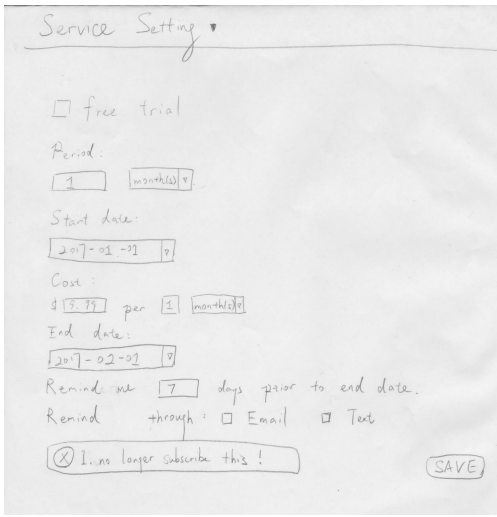 Service Setting
free trial
Period:
1 month(s)
Start date:
2017-01-01
Cost:
$ 9.99 per 1 month(s)
End date:
2017-02-01
Remind me 7 days prior to end date.
Remind through: Email Text
I no longer subscribe this!
SAVE